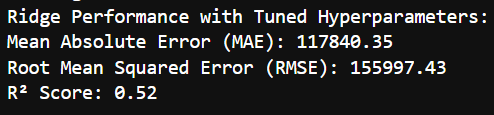 Ridge Performance with Tuned Hyperparameters:
Mean Absolute Error (MAE): 117840.35
Root Mean Squared Error (RMSE): 155997.43
R² Score: 0.52